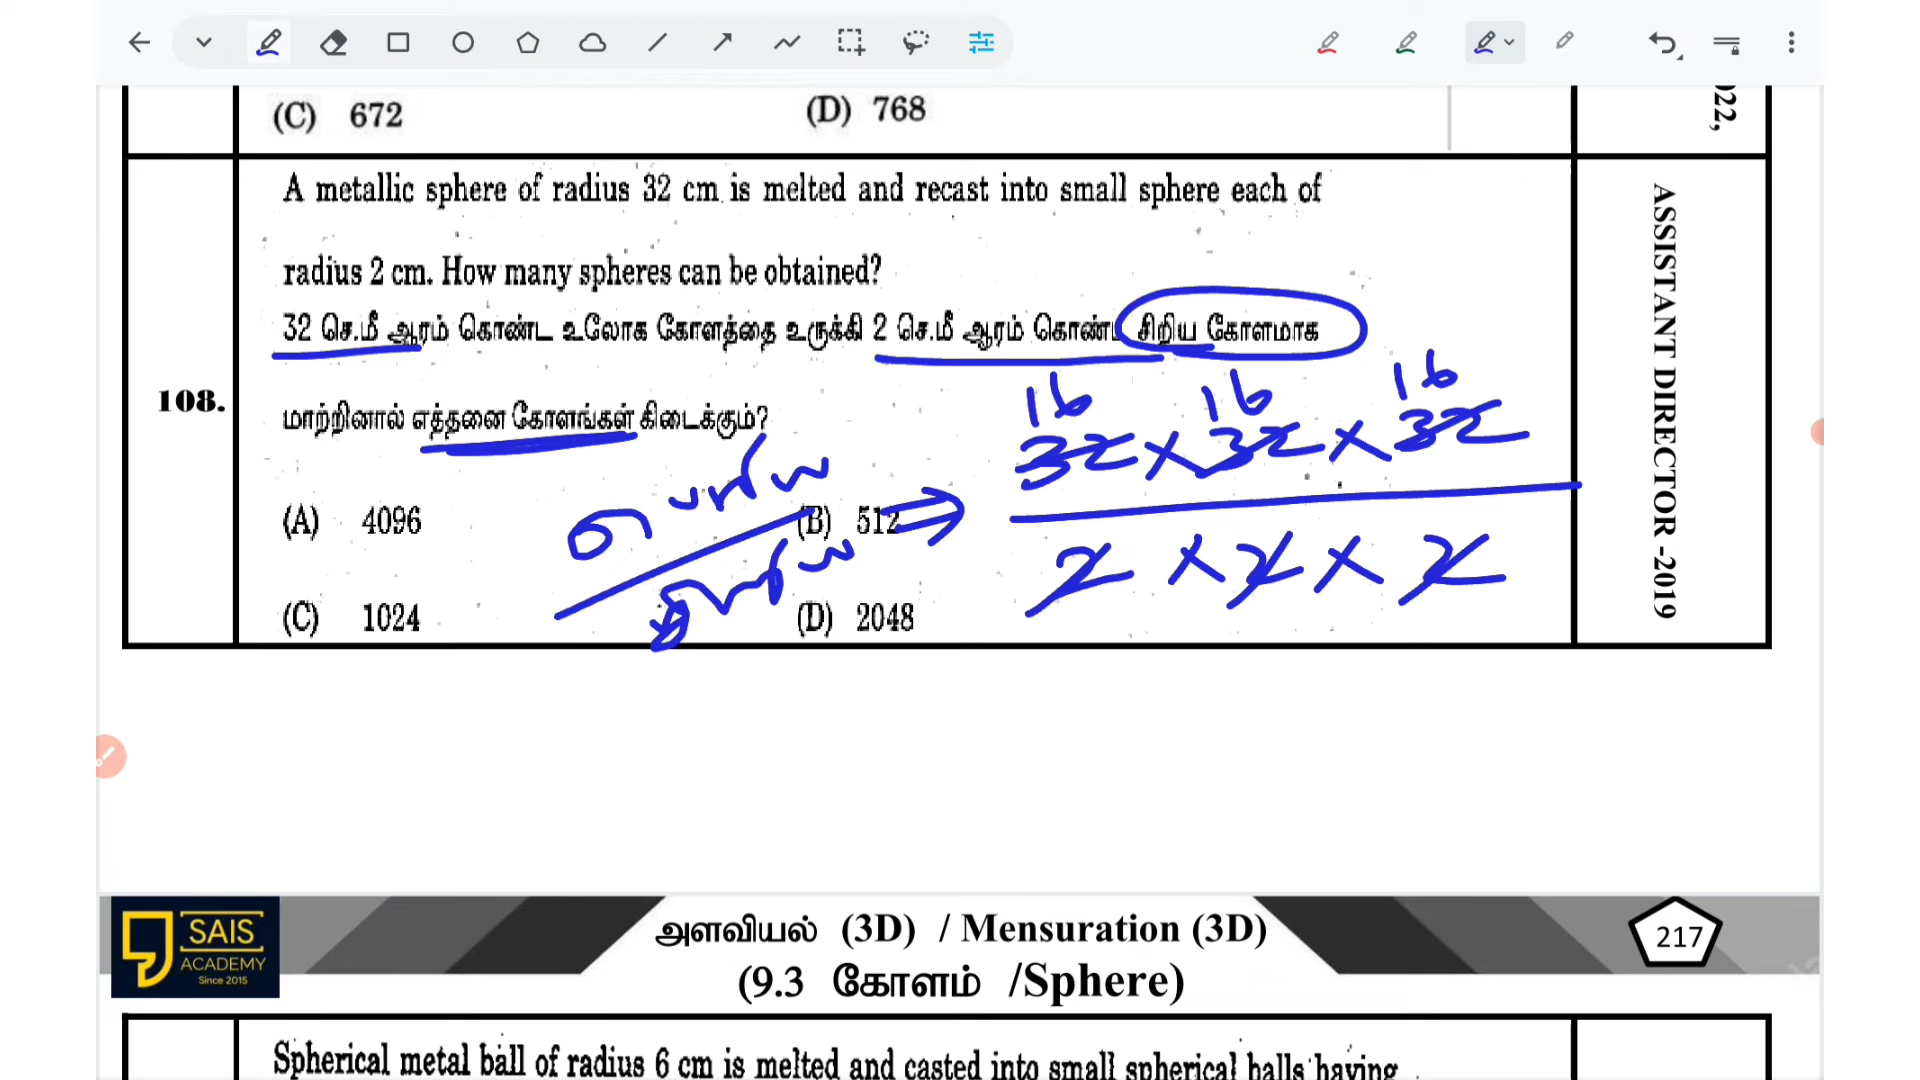 (C) 672 (D) 768
022,
A metallic sphere of radius 32 cm is melted and recast into small sphere each of
radius 2 cm. How many spheres can be obtained?
32 செ.மீ ஆரம் கொண்ட உலோக கோளத்தை உருக்கி 2 செ.மீ ஆரம் கொண்ட சிறிய கோளமாக
108.
மாற்றினால் எத்தனை கோளங்கள் கிடைக்கும்?
16 16 16
32 × 32 × 32
2 × 2 × 2
(A) 4096 (B) 512
(C) 1024 (D) 2048
ASSISTANT DIRECTOR -2019
SAIS
ACADEMY
Since 2015
அளவியல் (3D) / Mensuration (3D)
(9.3 கோளம் /Sphere)
217
Spherical metal ball of radius 6 cm is melted and casted into small spherical balls having